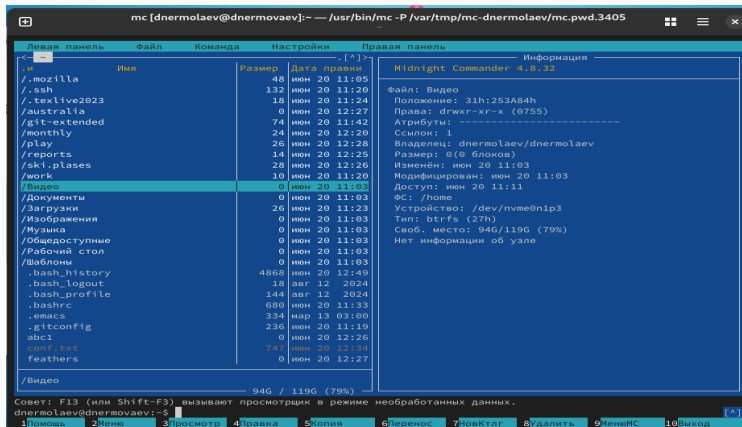 mc [dnermolaev@dnermovaev]:~ — /usr/bin/mc -P /var/tmp/mc-dnermolaev/mc.pwd.3405
~
Левая панель Файл Команда Настройки Правая панель
<— ~ .[^]>
.и Имя Размер Дата правки
/.mozilla 48 июн 20 11:05
/.ssh 132 июн 20 11:20
/.texlive2023 18 июн 20 11:24
/australia 0 июн 20 12:27
/git-extended 74 июн 20 11:42
/monthly 24 июн 20 12:20
/play 26 июн 20 12:28
/reports 14 июн 20 12:25
/ski.plases 28 июн 20 12:26
/work 10 июн 20 11:20
/Видео 0 июн 20 11:03
/Документы 0 июн 20 11:03
/Загрузки 26 июн 20 11:23
/Изображения 0 июн 20 11:03
/Музыка 0 июн 20 11:03
/Общедоступные 0 июн 20 11:03
/Рабочий стол 0 июн 20 11:03
/Шаблоны 0 июн 20 11:03
.bash_history 4868 июн 20 12:49
.bash_logout 18 авг 12 2024
.bash_profile 144 авг 12 2024
.bashrc 680 июн 20 11:33
.emacs 334 мар 13 03:00
.gitconfig 236 июн 20 11:19
abc1 0 июн 20 12:26
conf.txt 747 июн 20 12:34
feathers 0 июн 20 12:27
/Видео
94G / 119G (79%)
Информация
Midnight Commander 4.8.32
Файл: Видео
Положение: 31h:253A84h
Права: drwxr-xr-x (0755)
Атрибуты: -------------------------
Ссылок: 1
Владелец: dnermolaev/dnermolaev
Размер: 0(0 блоков)
Изменён: июн 20 11:03
Модифицирован: июн 20 11:03
Доступ: июн 20 11:11
ФС: /home
Устройство: /dev/nvme0n1p3
Тип: btrfs (27h)
Своб. место: 94G/119G (79%)
Нет информации об узле
Совет: F13 (или Shift-F3) вызывают просмотрщик в режиме необработанных данных.
dnermolaev@dnermovaev:~$ [^]
1Помощь 2Меню 3Просмотр 4Правка 5Копия 6Перенос 7НовКтлг 8Удалить 9МенюMC 10Выход